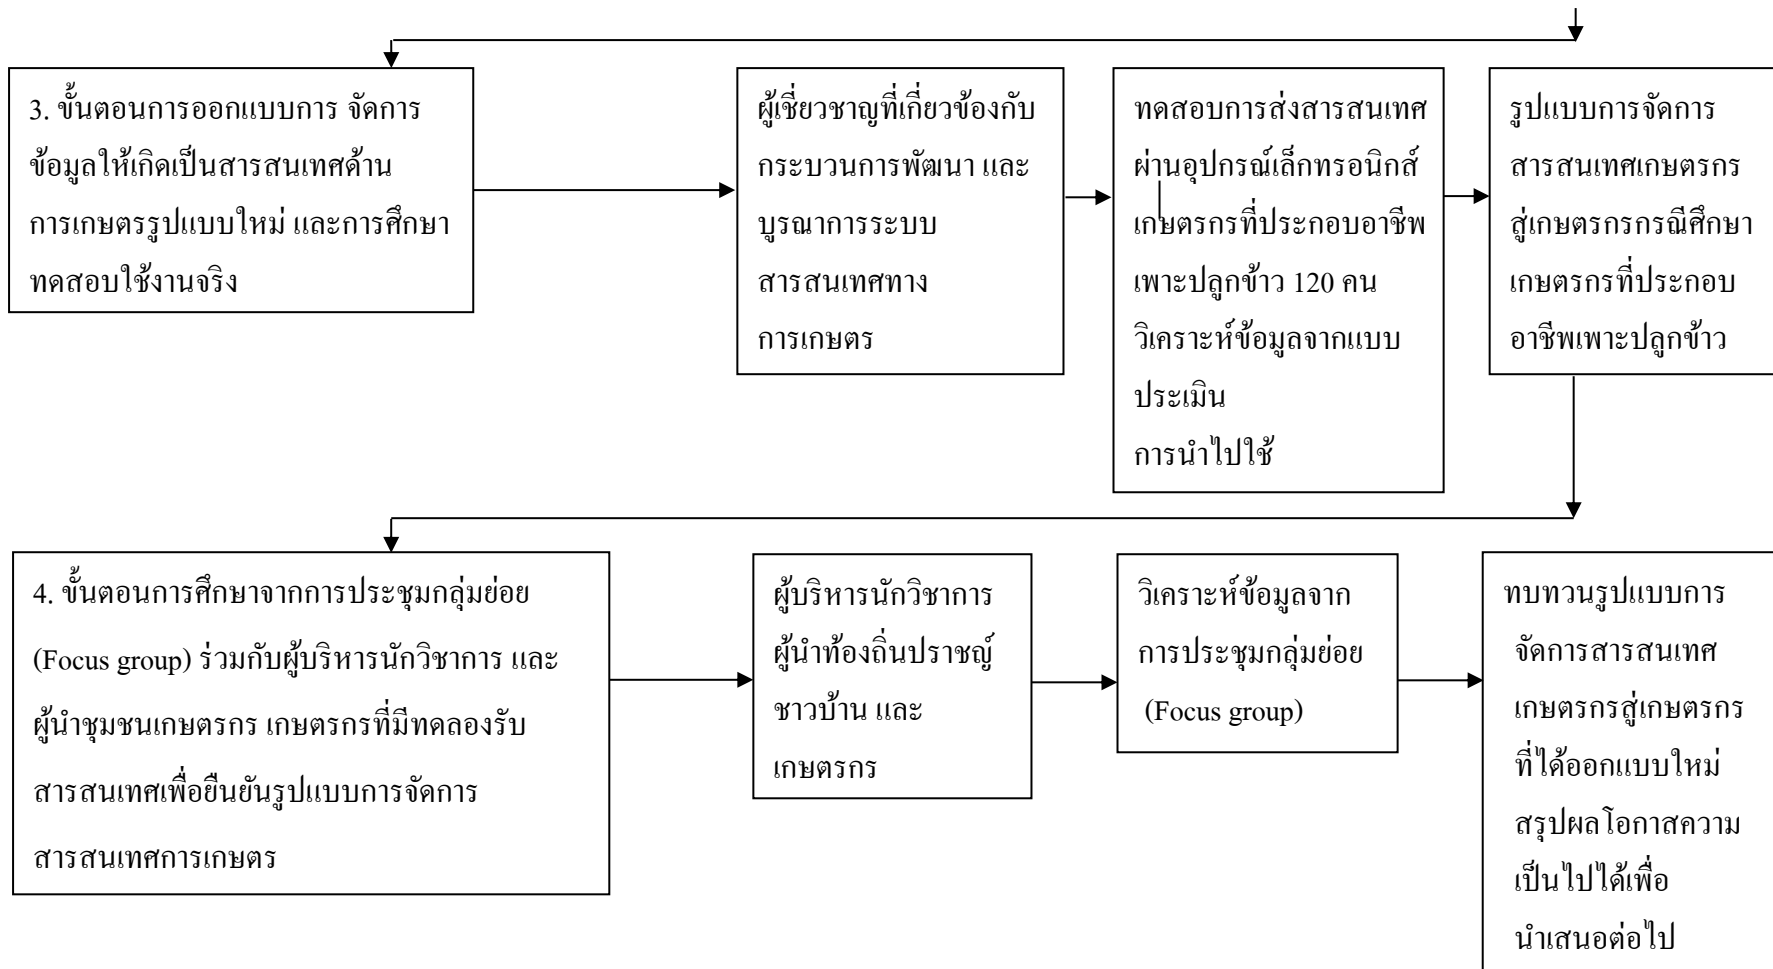 3. ขั้นตอนการออกแบบการ จัดการ
ข้อมูลให้เกิดเป็นสารสนเทศด้าน
การเกษตรรูปแบบใหม่ และการศึกษา
ทดสอบใช้งานจริง
ผู้เชี่ยวชาญที่เกี่ยวข้องกับ
กระบวนการพัฒนา และ
บูรณาการระบบ
สารสนเทศทาง
การเกษตร
ทดสอบการส่งสารสนเทศ
ผ่านอุปกรณ์เล็กทรอนิกส์
เกษตรกรที่ประกอบอาชีพ
เพาะปลูกข้าว 120 คน
วิเคราะห์ข้อมูลจากแบบ
ประเมิน
การนำไปใช้
รูปแบบการจัดการ
สารสนเทศเกษตรกร
สู่เกษตรกรกรณีศึกษา
เกษตรกรที่ประกอบ
อาชีพเพาะปลูกข้าว
4. ขั้นตอนการศึกษาจากการประชุมกลุ่มย่อย
(Focus group) ร่วมกับผู้บริหารนักวิชาการ และ
ผู้นำชุมชนเกษตรกร เกษตรกรที่มีทดลองรับ
สารสนเทศเพื่อยืนยันรูปแบบการจัดการ
สารสนเทศการเกษตร
ผู้บริหารนักวิชาการ
ผู้นำท้องถิ่นปราชญ์
ชาวบ้าน และ
เกษตรกร
วิเคราะห์ข้อมูลจาก
การประชุมกลุ่มย่อย
(Focus group)
ทบทวนรูปแบบการ
จัดการสารสนเทศ
เกษตรกรสู่เกษตรกร
ที่ได้ออกแบบใหม่
สรุปผลโอกาสความ
เป็นไปได้เพื่อ
นำเสนอต่อไป